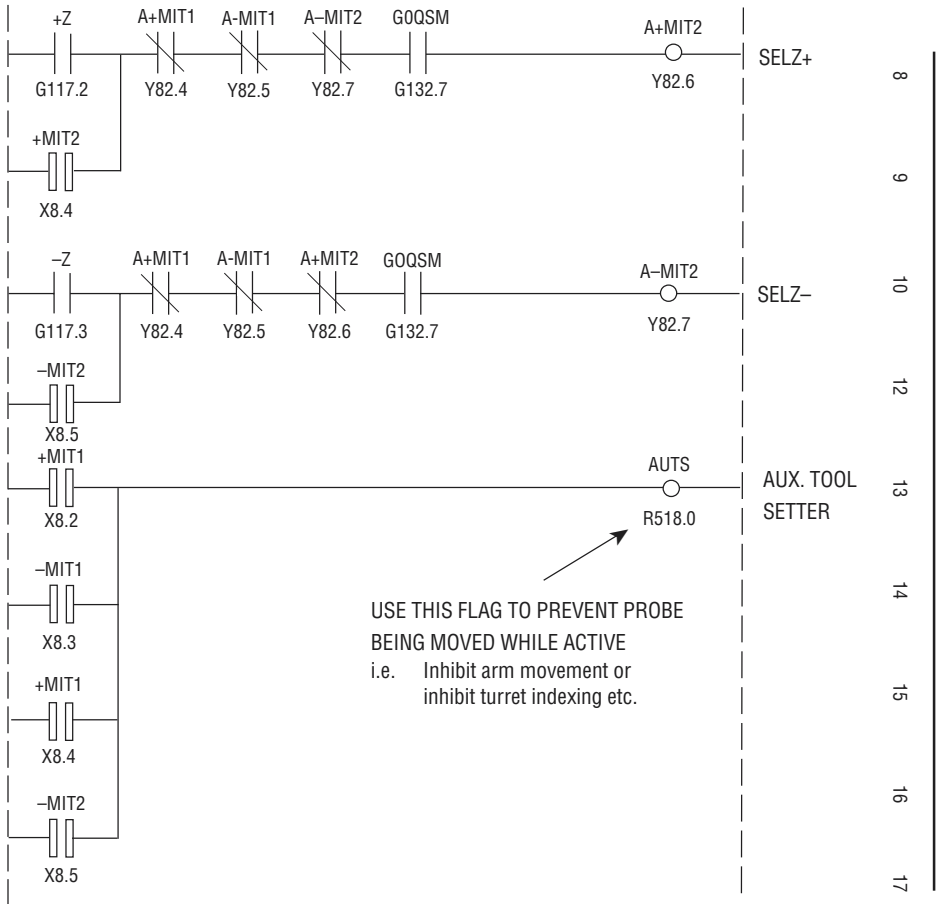 +Z A+MIT1 A-MIT1 A–MIT2 G0QSM A+MIT2
SELZ+
G117.2 Y82.4 Y82.5 Y82.7 G132.7 Y82.6
8
+MIT2
X8.4
9
–Z A+MIT1 A-MIT1 A+MIT2 G0QSM A–MIT2
SELZ–
G117.3 Y82.4 Y82.5 Y82.6 G132.7 Y82.7
10
–MIT2
X8.5
12
+MIT1 AUTS
X8.2 R518.0
AUX. TOOL
SETTER
13
–MIT1
X8.3
14
USE THIS FLAG TO PREVENT PROBE
BEING MOVED WHILE ACTIVE
i.e. Inhibit arm movement or
inhibit turret indexing etc.
+MIT1
X8.4
15
–MIT2
X8.5
16
17